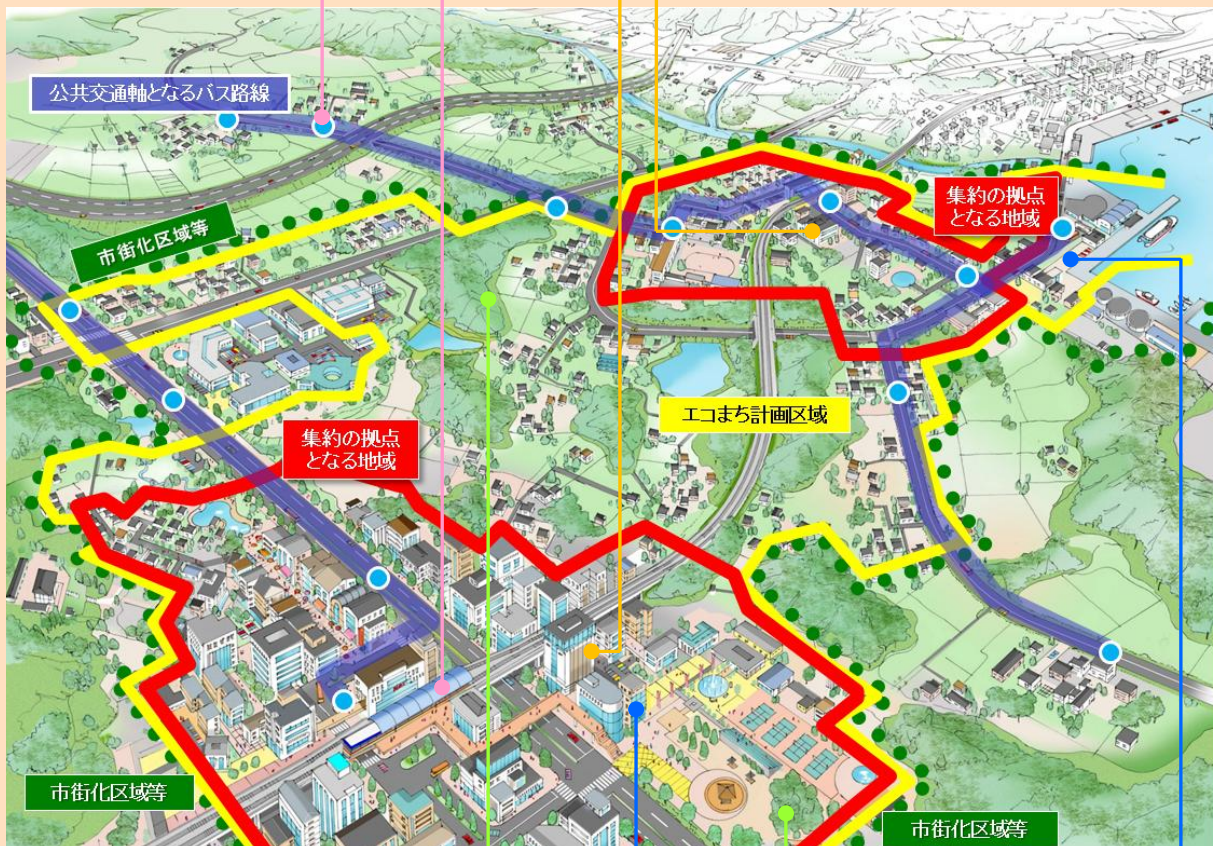 公共交通軸となるバス路線
集約の拠点
となる地域
市街化区域等
エコまち計画区域
集約の拠点
となる地域
市街化区域等
市街化区域等